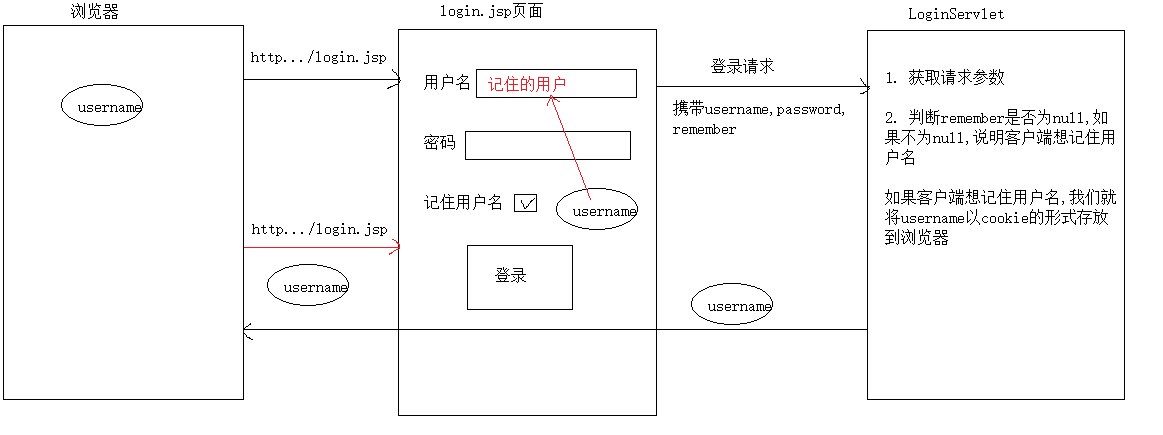 浏览器
login.jsp页面
LoginServlet
http.../login.jsp
username
http.../login.jsp
username
用户名
记住的用户
密码
记住用户名
username
登录
登录请求
携带username,password,
remember
username
1. 获取请求参数
2. 判断remember是否为null,如
果不为null,说明客户端想记住用
户名
如果客户端想记住用户名,我们就
将username以cookie的形式存放
到浏览器